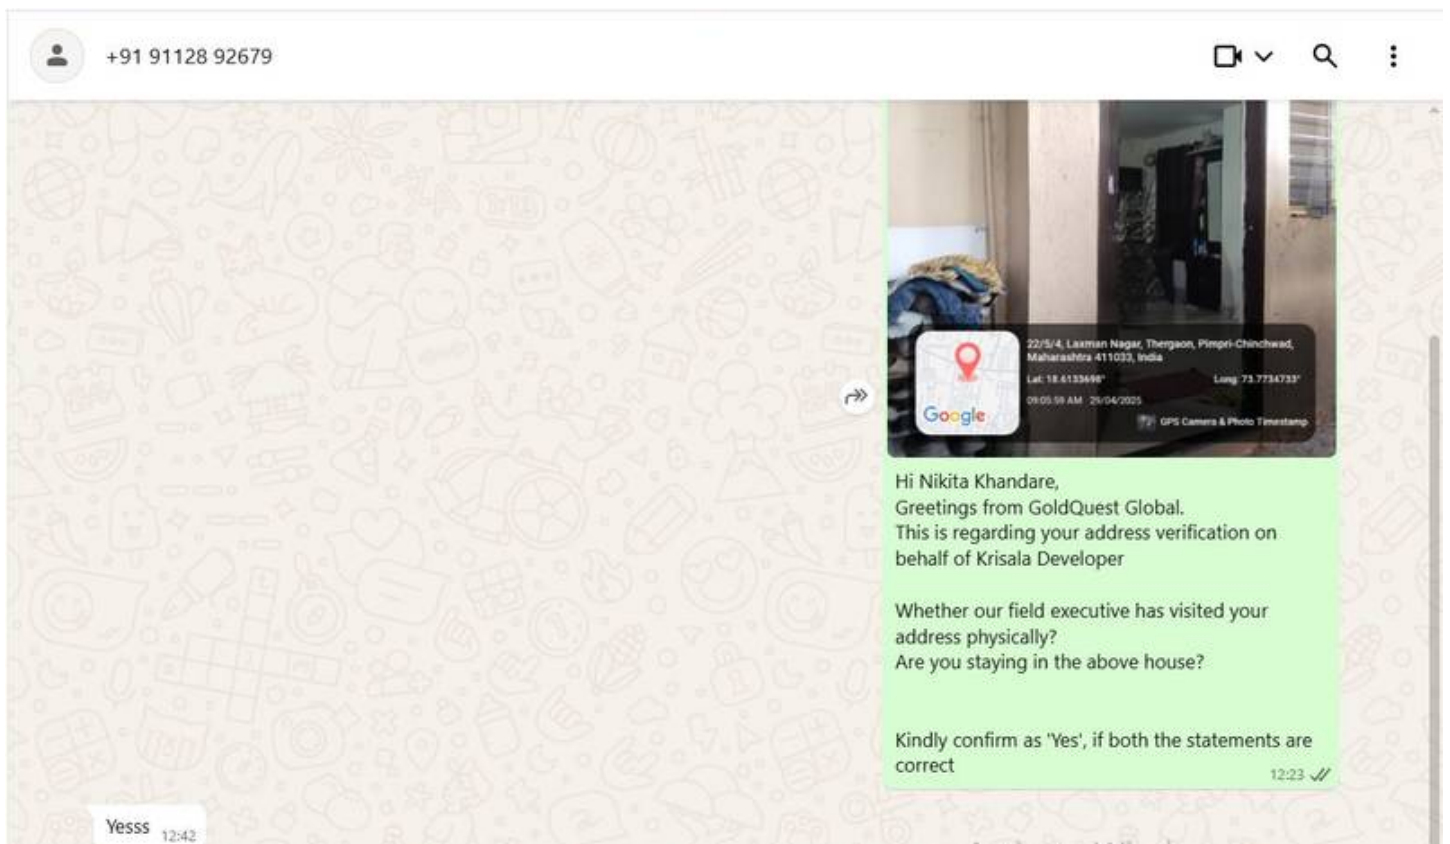 +91 91128 92679
22/5/4, Laxman Nagar, Thergaon, Pimpri-Chinchwad,
Maharashtra 411033, India
Lat: 18.6133698° Long: 73.7734733°
09:05:59 AM 29/04/2025
Google
GPS Camera & Photo Timestamp
Hi Nikita Khandare,
Greetings from GoldQuest Global.
This is regarding your address verification on
behalf of Krisala Developer
Whether our field executive has visited your
address physically?
Are you staying in the above house?
Kindly confirm as 'Yes', if both the statements are
correct
12:23
Yesss 12:42